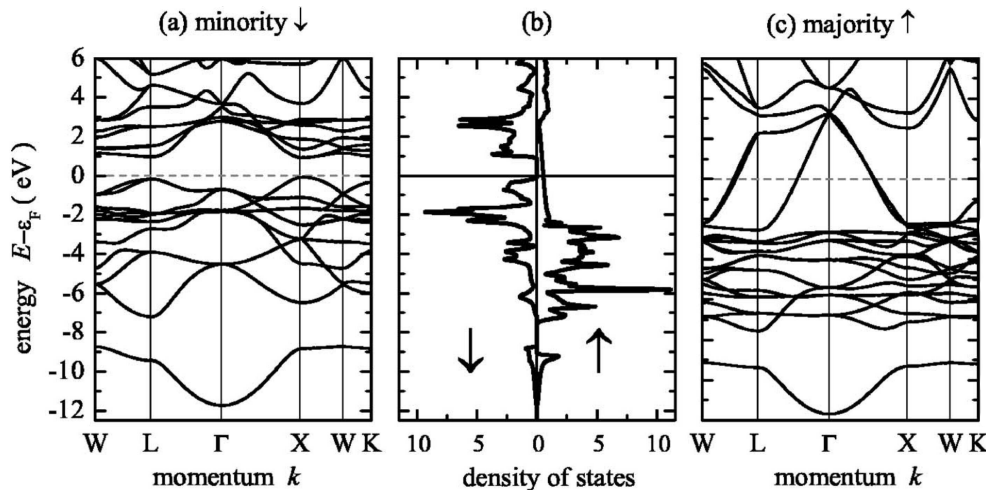 (a) minority ↓
(b)
(c) majority ↑
energy E−εF ( eV )
6
4
2
0
-2
-4
-6
-8
-10
-12
W L Γ X W K
10 5 0 5 10
W L Γ X W K
momentum k
density of states
momentum k